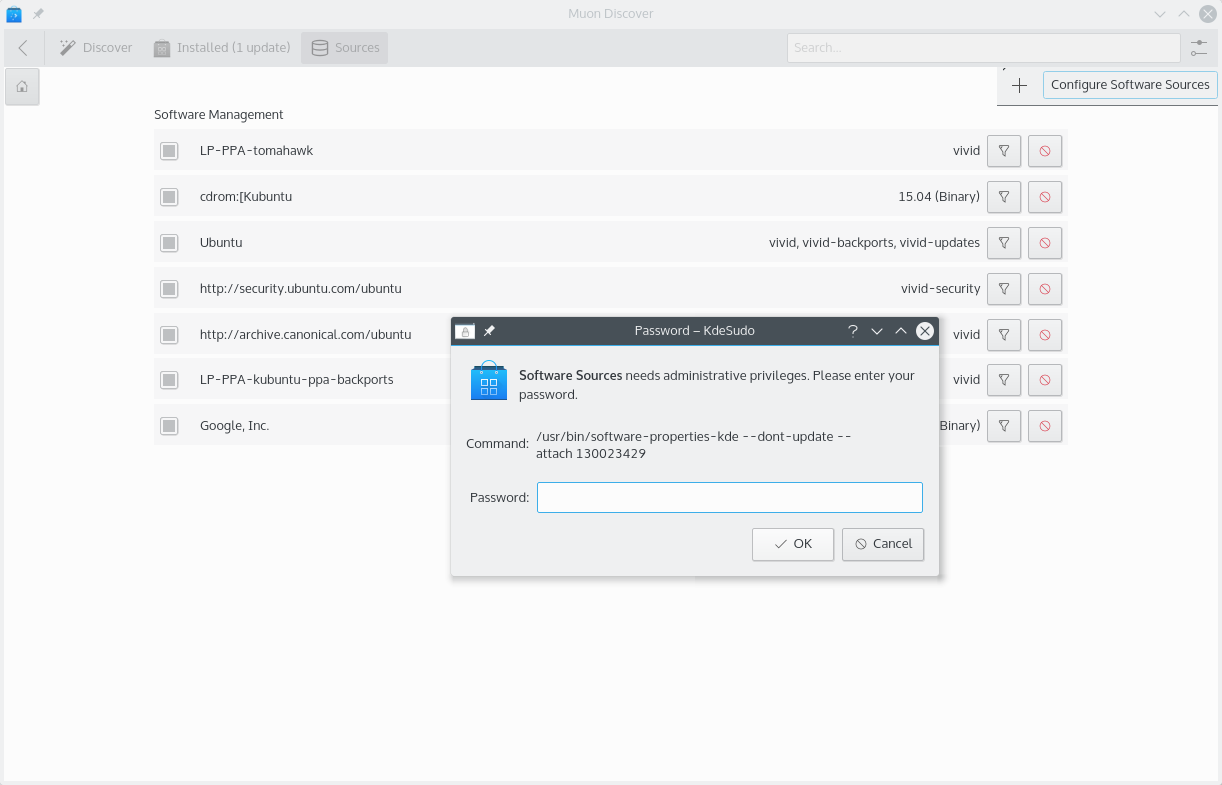 Muon Discover
Discover
Installed (1 update)
Sources
Search...
Configure Software Sources
Software Management
LP-PPA-tomahawk
vivid
cdrom:[Kubuntu
15.04 (Binary)
Ubuntu
vivid, vivid-backports, vivid-updates
http://security.ubuntu.com/ubuntu
vivid-security
http://archive.canonical.com/ubuntu
vivid
LP-PPA-kubuntu-ppa-backports
vivid
Google, Inc.
Binary)
Password – KdeSudo
?
Software Sources needs administrative privileges. Please enter your
password.
Command:
/usr/bin/software-properties-kde --dont-update --
attach 130023429
Password:
OK
Cancel